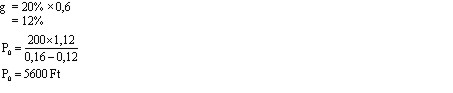 g = 20% ×0,6
= 12%
P₀ = 200×1,12 / 0,16 − 0,12
P₀ = 5600 Ft